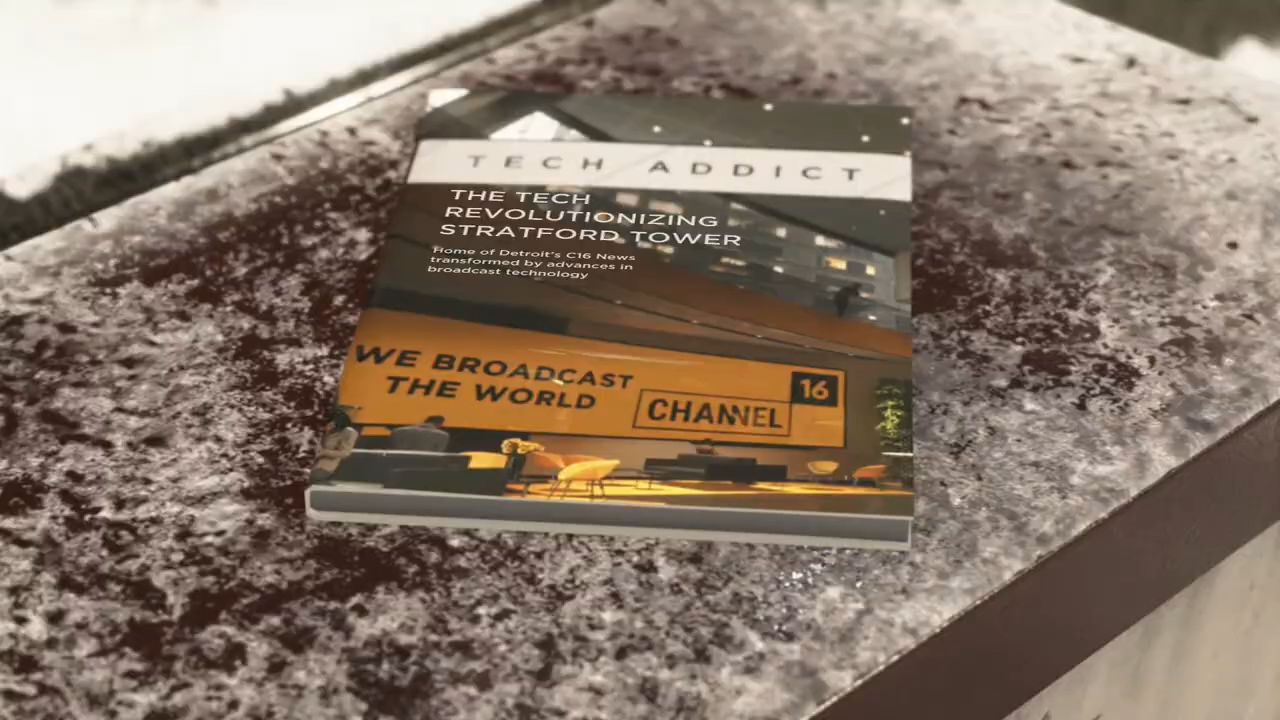 TECH ADDICT
THE TECH
REVOLUTIONIZING
STRATFORD TOWER
Home of Detroit's C16 News
transformed by advances in
broadcast technology
WE BROADCAST
THE WORLD
16
CHANNEL